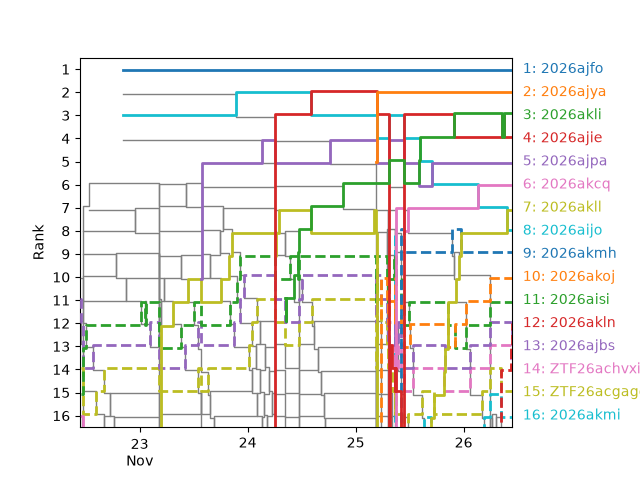 Rank
1
2
3
4
5
6
7
8
9
10
11
12
13
14
15
16
23
24
25
26
Nov
1: 2026ajfo
2: 2026ajya
3: 2026akli
4: 2026ajie
5: 2026ajpa
6: 2026akcq
7: 2026akll
8: 2026aijo
9: 2026akmh
10: 2026akoj
11: 2026aisi
12: 2026akln
13: 2026ajbs
14: ZTF26achvxi
15: ZTF26acgag
16: 2026akmi